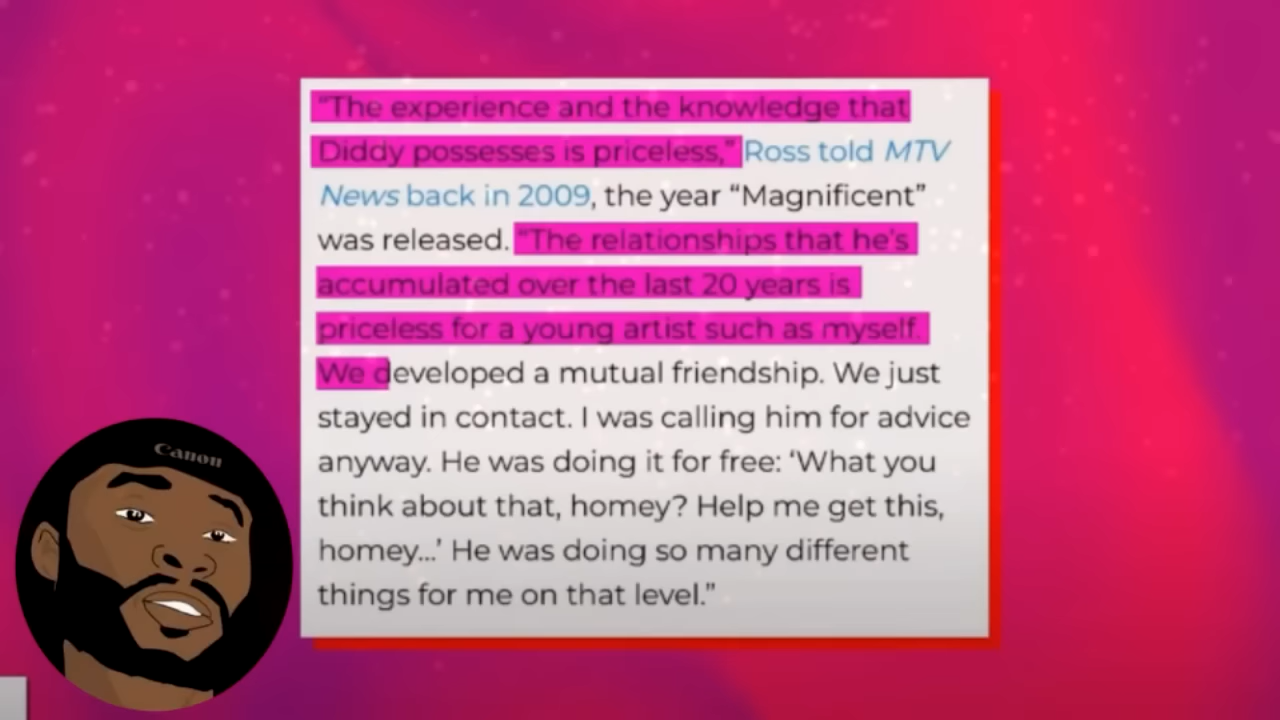 “The experience and the knowledge that
Diddy possesses is priceless,” Ross told MTV
News back in 2009, the year “Magnificent”
was released. “The relationships that he’s
accumulated over the last 20 years is
priceless for a young artist such as myself.
We developed a mutual friendship. We just
stayed in contact. I was calling him for advice
anyway. He was doing it for free: ‘What you
think about that, homey? Help me get this,
homey...’ He was doing so many different
things for me on that level.”
Canon